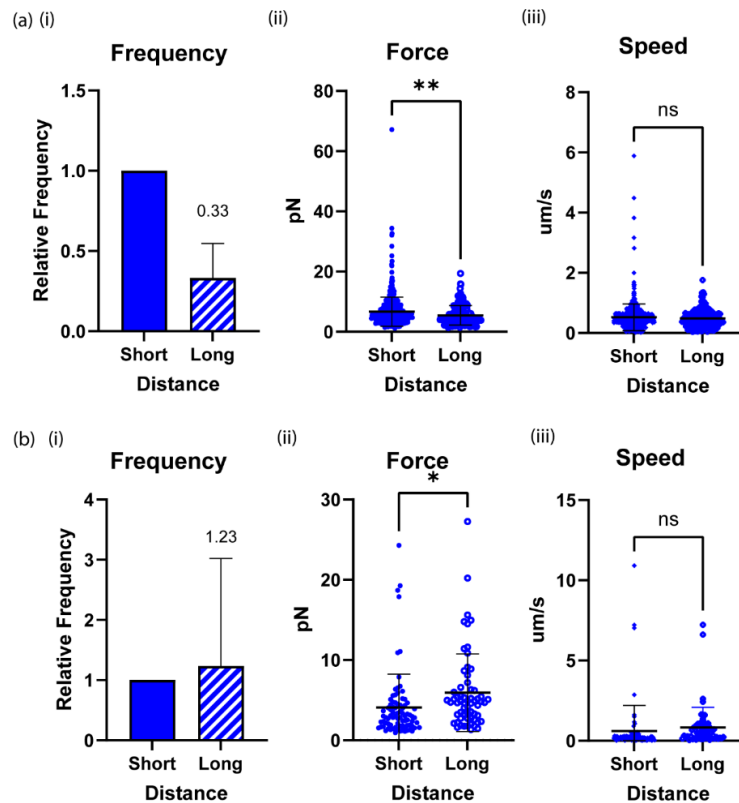 (a) (i)
Frequency
Relative Frequency
1.5
1.0
0.5
0.0
0.33
Short Long
Distance
(ii)
Force
**
pN
80
60
40
20
0
Short Long
Distance
(iii)
Speed
ns
um/s
8
6
4
2
0
Short Long
Distance
(b) (i)
Frequency
Relative Frequency
4
3
2
1
0
1.23
Short Long
Distance
(ii)
Force
*
pN
30
20
10
0
Short Long
Distance
(iii)
Speed
ns
um/s
15
10
5
0
Short Long
Distance